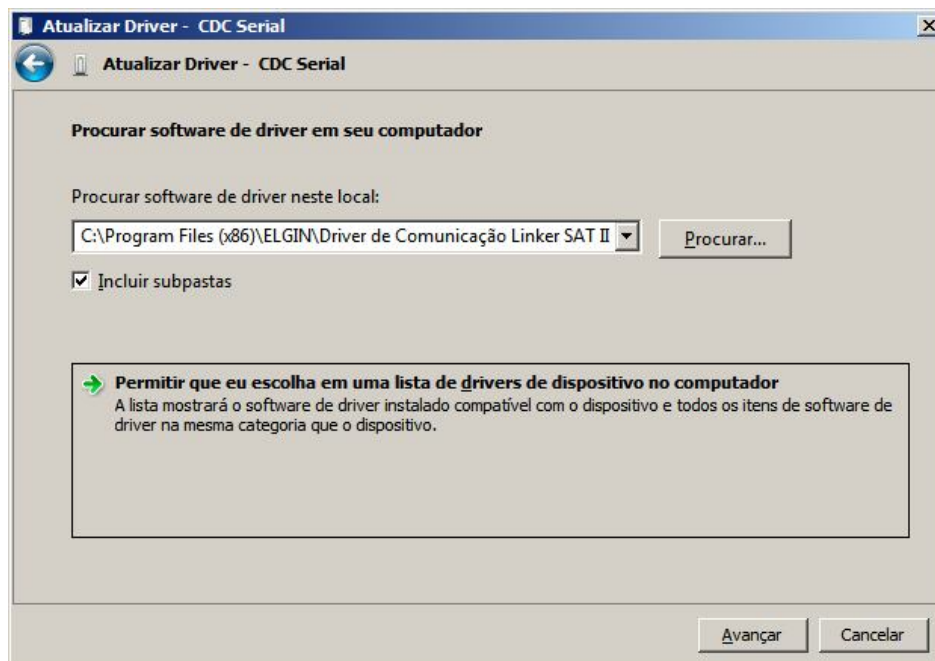 Atualizar Driver - CDC Serial
Atualizar Driver - CDC Serial
Procurar software de driver em seu computador
Procurar software de driver neste local:
C:\Program Files (x86)\ELGIN\Driver de Comunicação Linker SAT II
Procurar...
Incluir subpastas
Permitir que eu escolha em uma lista de drivers de dispositivo no computador
A lista mostrará o software de driver instalado compatível com o dispositivo e todos os itens de software de
driver na mesma categoria que o dispositivo.
Avançar
Cancelar